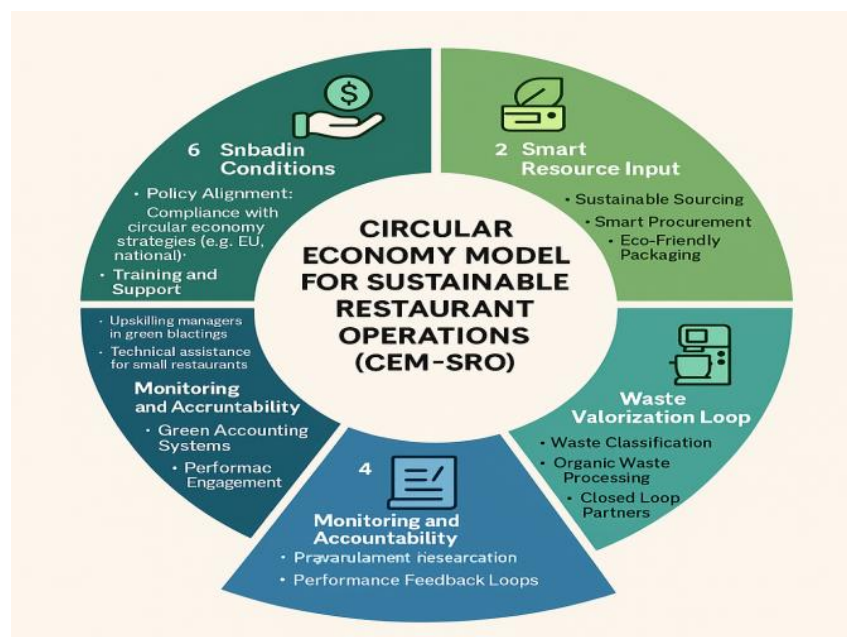 CIRCULAR
ECONOMY MODEL
FOR SUSTAINABLE
RESTAURANT
OPERATIONS
(CEM-SRO)
6 Snbadin
Conditions
• Policy Alignment:
Compliance with
circular economy
strategies (e.g. EU,
national)·
• Training and
Support
2 Smart
Resource Input
• Sustainable Sourcing
• Smart Procurement
• Eco-Friendly
Packaging
Waste
Valorization Loop
• Waste Classification
• Organic Waste
Processing
• Closed Loop
Partners
4
Monitoring and
Accountability
•
• Performance Feedback Loops
• Upskilling managers
in green blactings
• Technical assistance
for small restaurants
Monitoring
and Accruntability
• Green Accounting
Systems
• Performac
Engagement
$